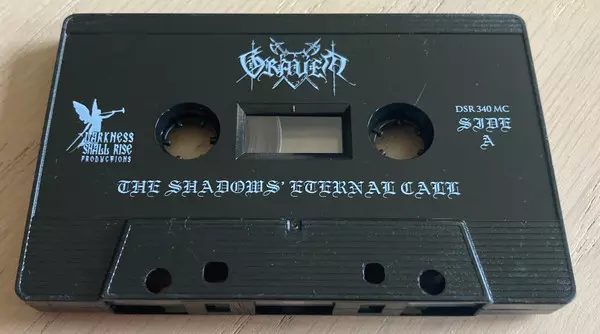 GRAVEN
DSR 340 MC
SIDE
A
DARKNESS
SHALL RISE
PRODUCTIONS
THE SHADOWS' ETERNAL CALL